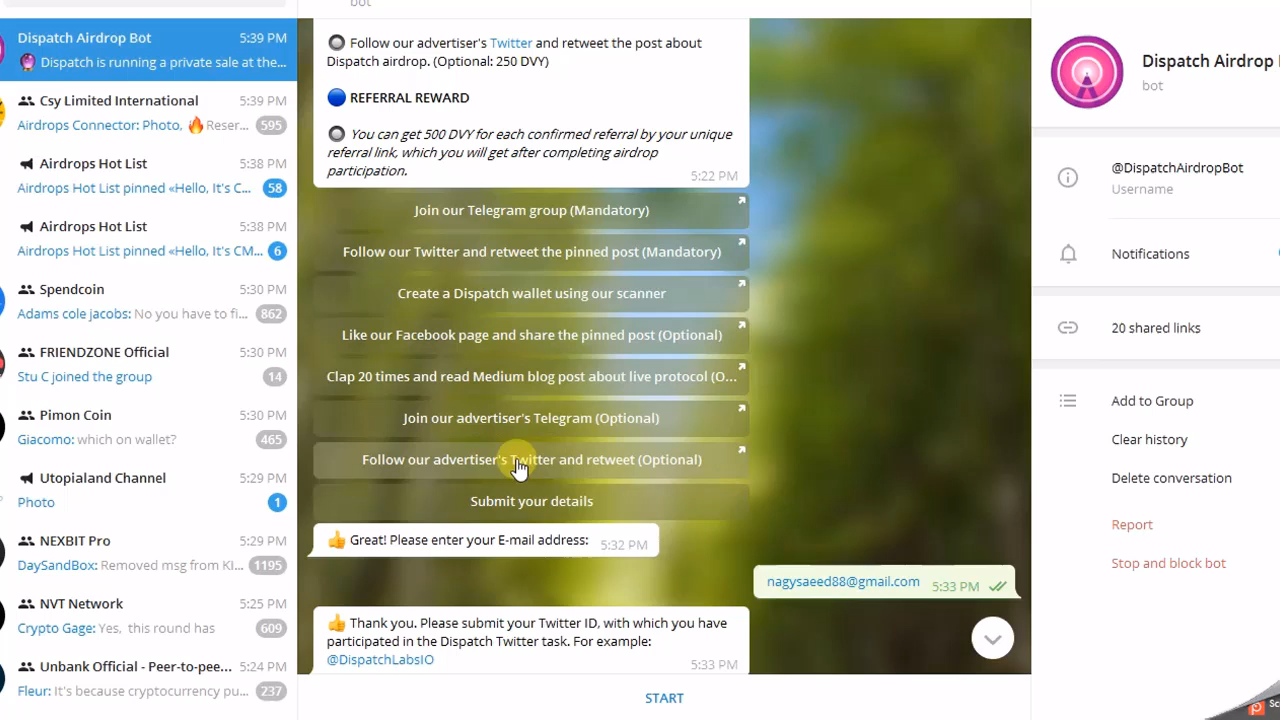 bot
Dispatch Airdrop Bot 5:39 PM
Dispatch is running a private sale at the...
Csy Limited International 5:39 PM
Airdrops Connector: Photo, 🔥Reser... 595
Airdrops Hot List 5:38 PM
Airdrops Hot List pinned «Hello, It's C... 58
Airdrops Hot List 5:38 PM
Airdrops Hot List pinned «Hello, It's CM... 6
Spendcoin 5:30 PM
Adams cole jacobs: No you have to fi... 862
FRIENDZONE Official 5:30 PM
Stu C joined the group 14
Pimon Coin 5:30 PM
Giacomo: which on wallet? 465
Utopialand Channel 5:29 PM
Photo 1
NEXBIT Pro 5:29 PM
DaySandBox: Removed msg from KI... 1195
NVT Network 5:25 PM
Crypto Gage: Yes, this round has 609
Unbank Official - Peer-to-pee... 5:24 PM
Fleur: It's because cryptocurrency pu... 237
Follow our advertiser's Twitter and retweet the post about
Dispatch airdrop. (Optional: 250 DVY)
REFERRAL REWARD
You can get 500 DVY for each confirmed referral by your unique
referral link, which you will get after completing airdrop
participation.
5:22 PM
Join our Telegram group (Mandatory)
Follow our Twitter and retweet the pinned post (Mandatory)
Create a Dispatch wallet using our scanner
Like our Facebook page and share the pinned post (Optional)
Clap 20 times and read Medium blog post about live protocol (O...
Join our advertiser's Telegram (Optional)
Follow our advertiser's Twitter and retweet (Optional)
Submit your details
👍 Great! Please enter your E-mail address: 5:32 PM
nagysaeed88@gmail.com 5:33 PM
👍 Thank you. Please submit your Twitter ID, with which you have
participated in the Dispatch Twitter task. For example:
@DispatchLabsIO 5:33 PM
START
Dispatch Airdrop
bot
@DispatchAirdropBot
Username
Notifications
20 shared links
Add to Group
Clear history
Delete conversation
Report
Stop and block bot